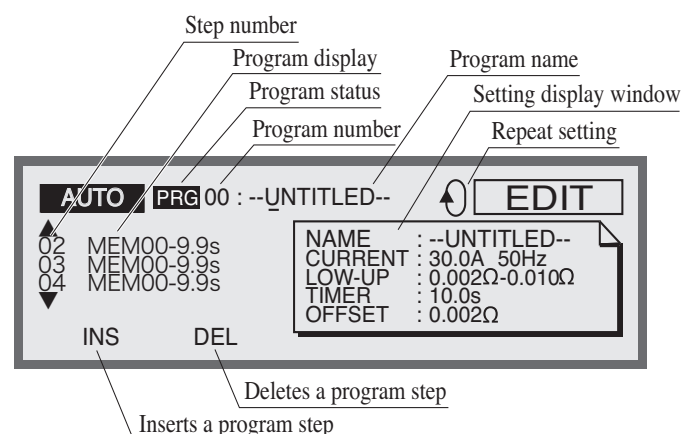 Step number
Program display
Program name
Program status
Setting display window
Program number
Repeat setting
AUTO PRG 00 : --UNTITLED-- EDIT
02 MEM00-9.9s
03 MEM00-9.9s
04 MEM00-9.9s
NAME : --UNTITLED--
CURRENT : 30.0A 50Hz
LOW-UP : 0.002Ω-0.010Ω
TIMER : 10.0s
OFFSET : 0.002Ω
INS DEL
Deletes a program step
Inserts a program step